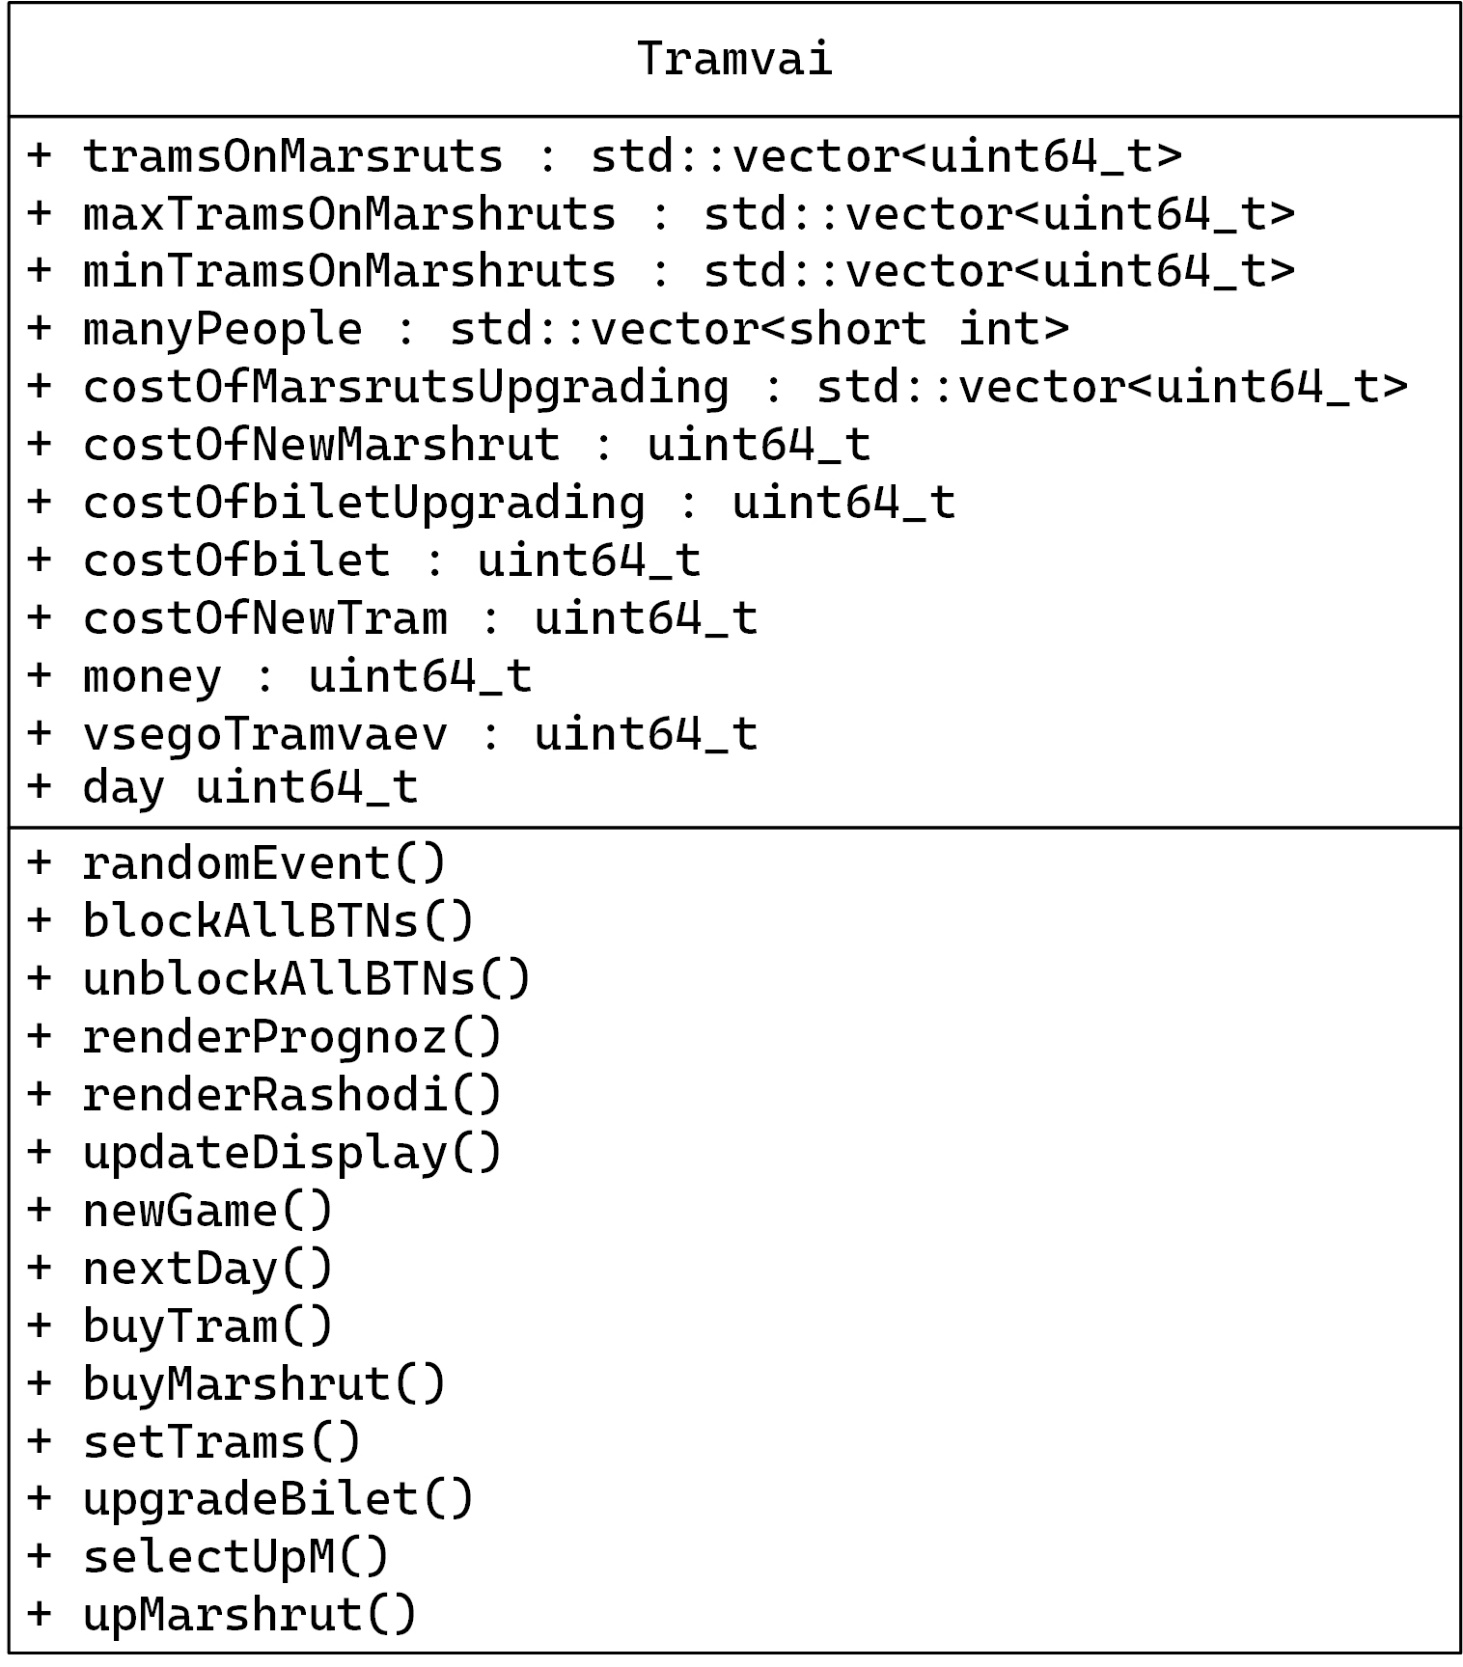 Tramvai
+ tramsOnMarsruts : std::vector<uint64_t>
+ maxTramsOnMarshruts : std::vector<uint64_t>
+ minTramsOnMarshruts : std::vector<uint64_t>
+ manyPeople : std::vector<short int>
+ costOfMarsrutsUpgrading : std::vector<uint64_t>
+ costOfNewMarshrut : uint64_t
+ costOfbiletUpgrading : uint64_t
+ costOfbilet : uint64_t
+ costOfNewTram : uint64_t
+ money : uint64_t
+ vsegoTramvaev : uint64_t
+ day uint64_t
+ randomEvent()
+ blockAllBTNs()
+ unblockAllBTNs()
+ renderPrognoz()
+ renderRashodi()
+ updateDisplay()
+ newGame()
+ nextDay()
+ buyTram()
+ buyMarshrut()
+ setTrams()
+ upgradeBilet()
+ selectUpM()
+ upMarshrut()